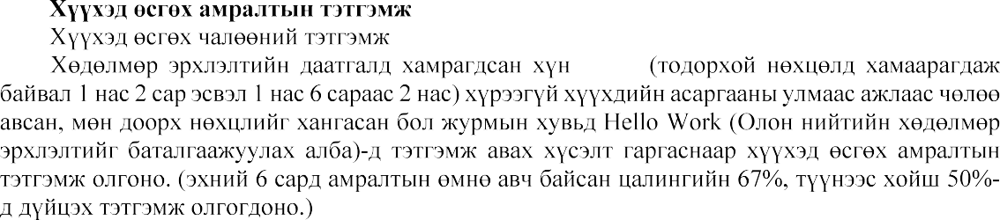 Хүүхэд өсгөх амралтын тэтгэмж
Хүүхэд өсгөх чалөөний тэтгэмж
Хөдөлмөр эрхлэлтийн даатгалд хамрагдсан хүн (тодорхой нөхцөлд хамаарагдаж
байвал 1 нас 2 сар эсвэл 1 нас 6 сараас 2 нас) хүрээгүй хүүхдийн асаргааны улмаас ажлаас чөлөө
авсан, мөн доорх нөхцлийг хангасан бол журмын хувьд Hello Work (Олон нийтийн хөдөлмөр
эрхлэлтийг баталгаажуулах алба)-д тэтгэмж авах хүсэлт гаргаснаар хүүхэд өсгөх амралтын
тэтгэмж олгоно. (эхний 6 сард амралтын өмнө авч байсан цалингийн 67%, түүнээс хойш 50%-
д дүйцэх тэтгэмж олгогдоно.)